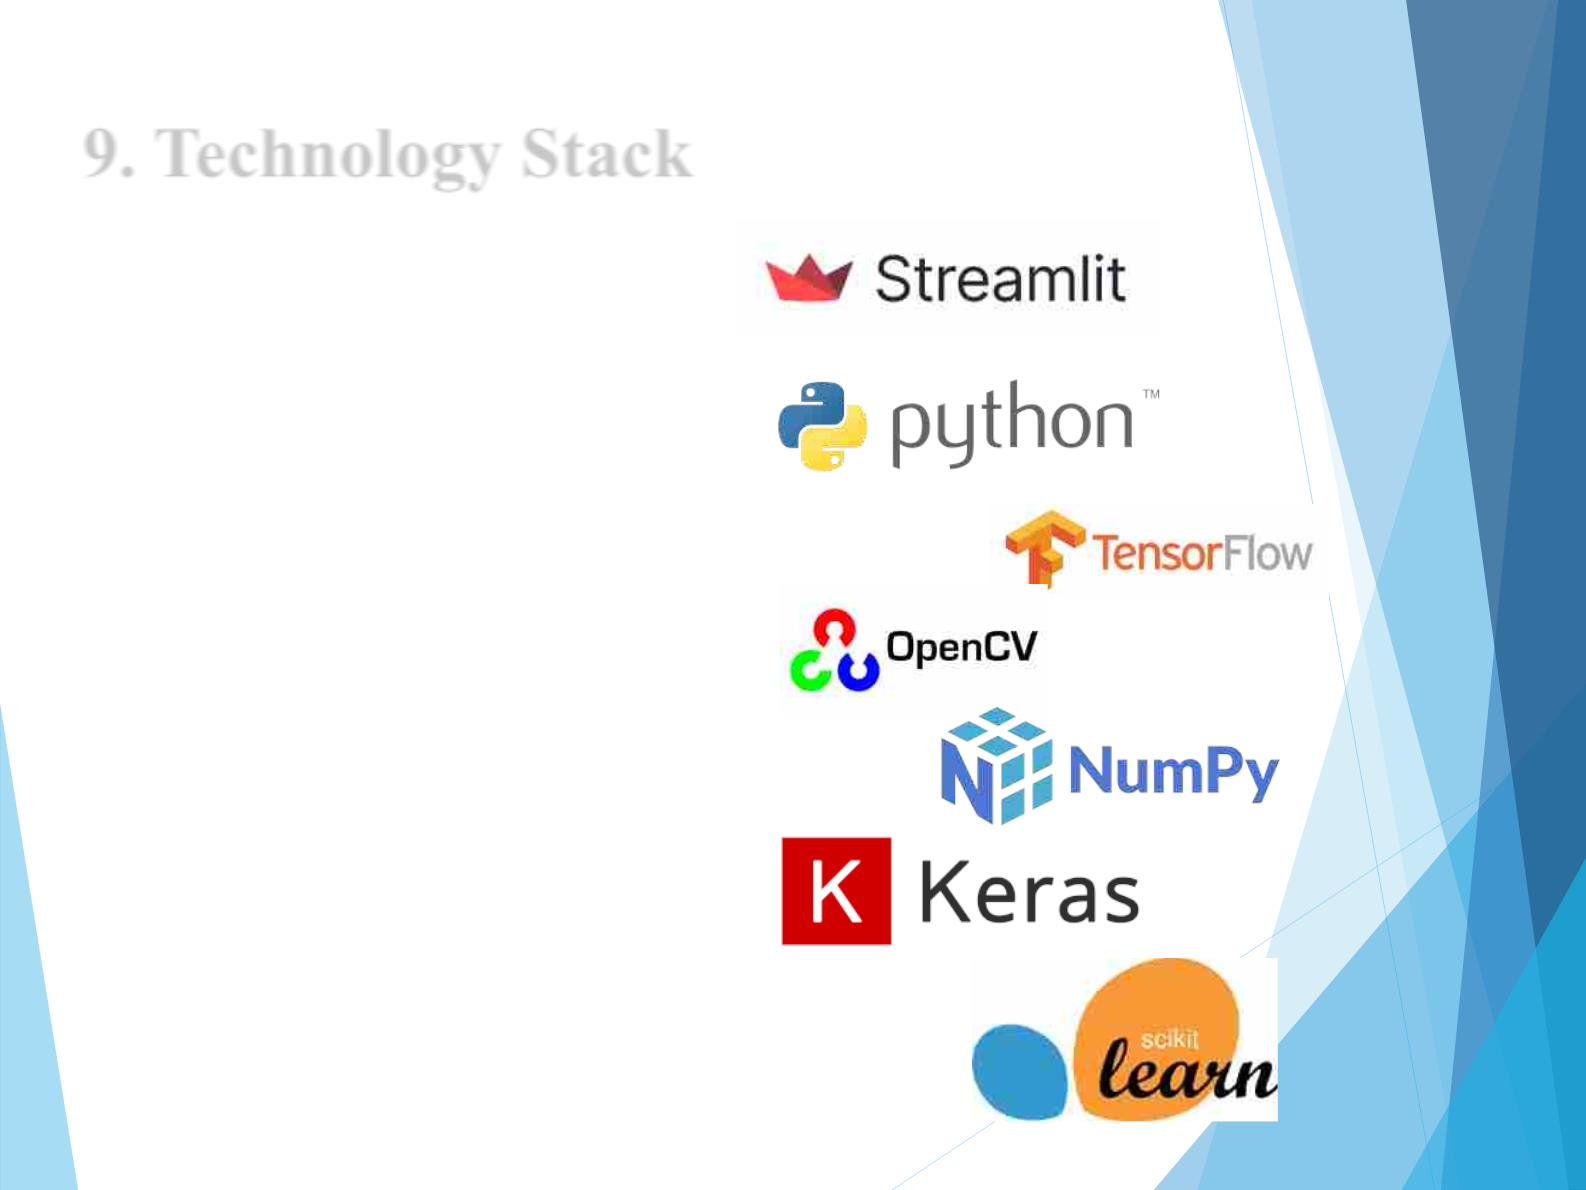 9. Technology Stack
Streamlit
python™
TensorFlow
OpenCV
NumPy
K Keras
scikit
learn